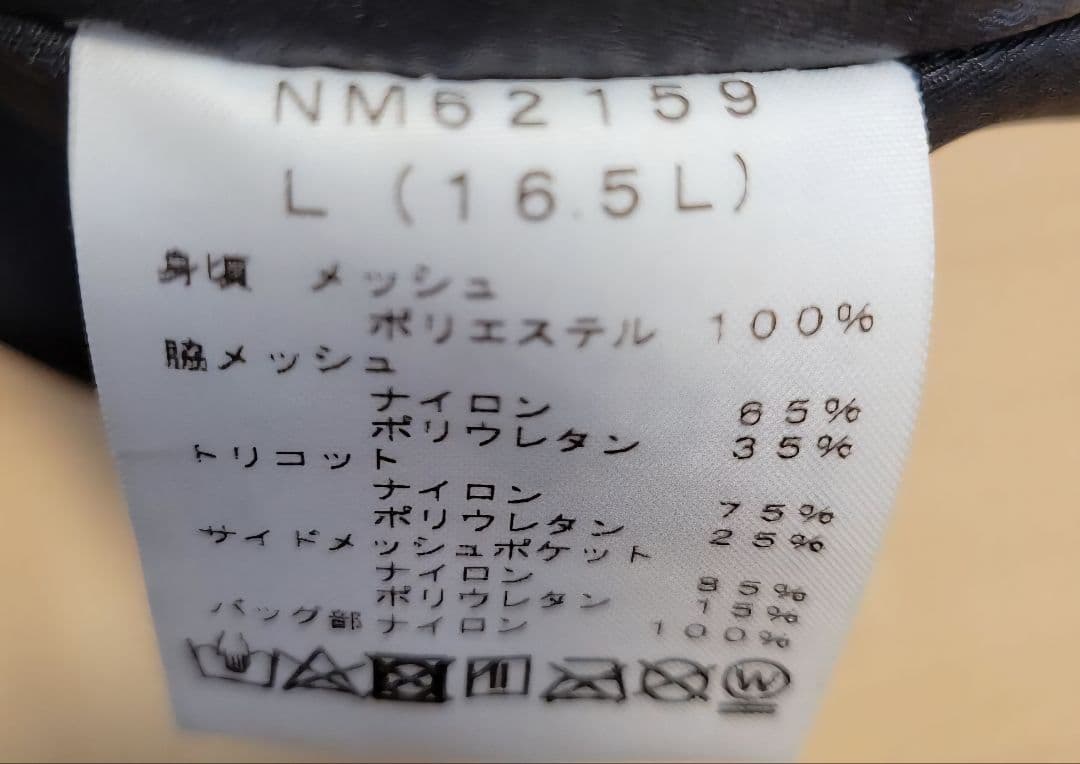 NM62159
L（16.5L）
身頃 メッシュ
ポリエステル 100%
脇メッシュ
ナイロン 65%
ポリウレタン 35%
トリコット
ナイロン 75%
ポリウレタン 25%
サイドメッシュポケット
ナイロン 85%
ポリウレタン 15%
バッグ部 ナイロン 100%
W